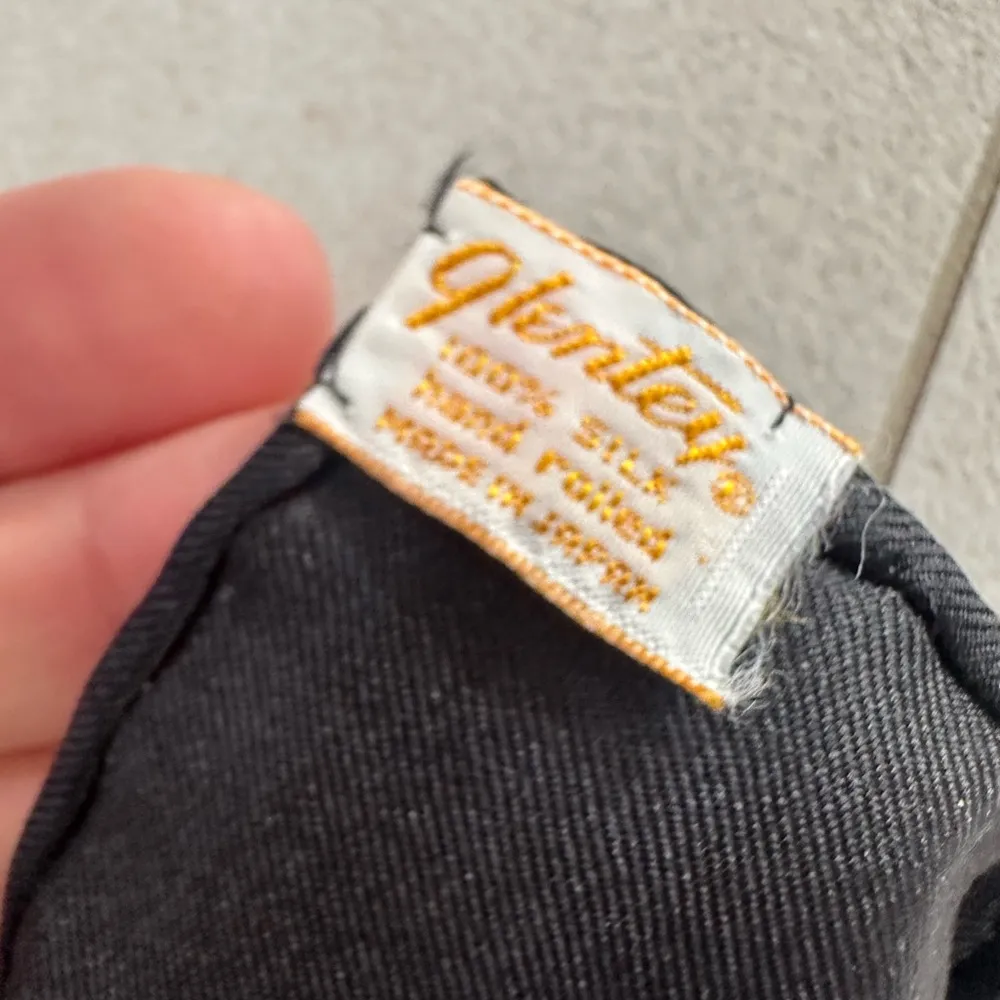 glentex®
100% SILK
Hand rolled
MADE IN JAPAN